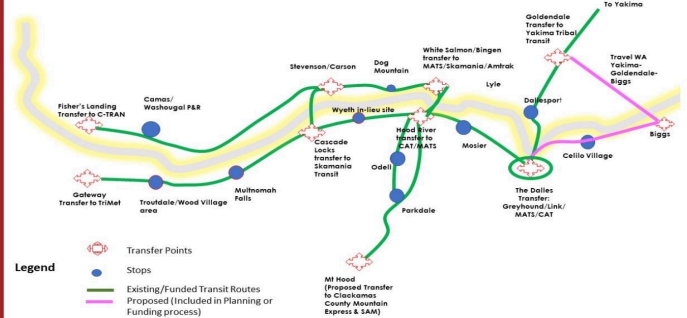 To Yakima
Goldendale
Transfer to
Yakima Tribal
Transit
White Salmon/Bingen
transfer to
MATS/Skamania/Amtrak
Travel WA
Yakima-
Goldendale-
Biggs
Dog
Mountain
Stevenson/Carson
Lyle
Camas/
Washougal P&R
Fisher's Landing
Transfer to C-TRAN
Wyeth in-lieu site
Dallesport
Hood River
transfer to
CAT/MATS
Biggs
Cascade
Locks
transfer to
Skamania
Transit
Mosier
Celilo Village
Odell
Gateway
Transfer to TriMet
Troutdale/Wood Village
area
Multnomah
Falls
The Dalles
Transfer:
Greyhound/Link/
MATS/CAT
Parkdale
Mt Hood
(Proposed Transfer
to Clackamas
County Mountain
Express & SAM)
Legend
Transfer Points
Stops
Existing/Funded Transit Routes
Proposed (Included in Planning or
Funding process)